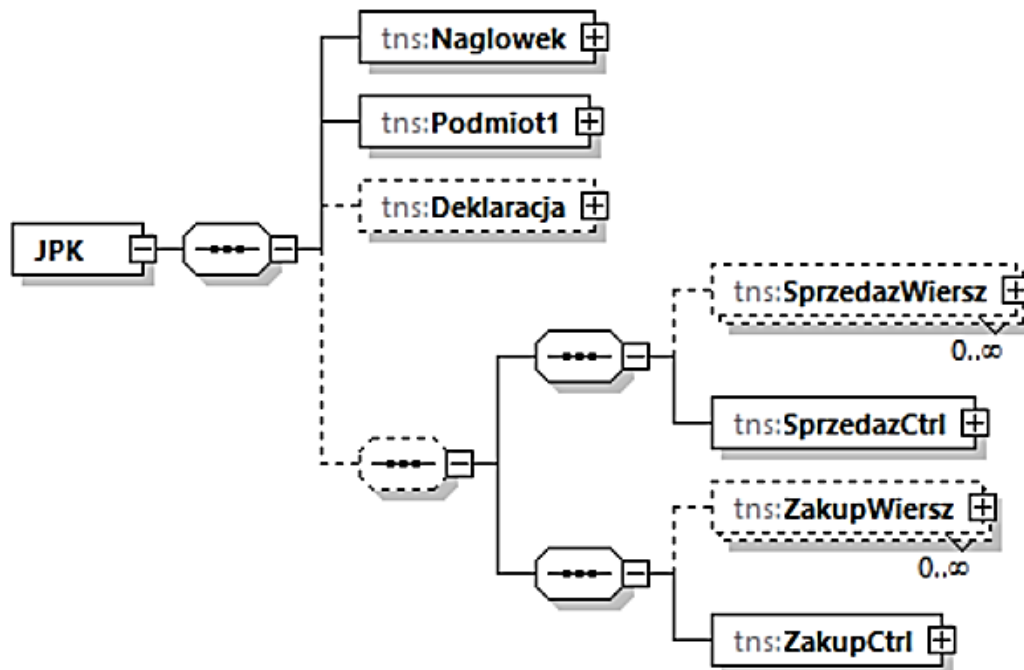 tns:Naglowek
tns:Podmiot1
tns:Deklaracja
JPK
tns:SprzedazWiersz
0..∞
tns:SprzedazCtrl
tns:ZakupWiersz
0..∞
tns:ZakupCtrl